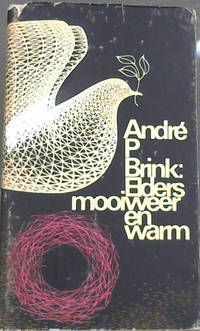 André
P
Brink:
Elders
mooiweer
en
warm